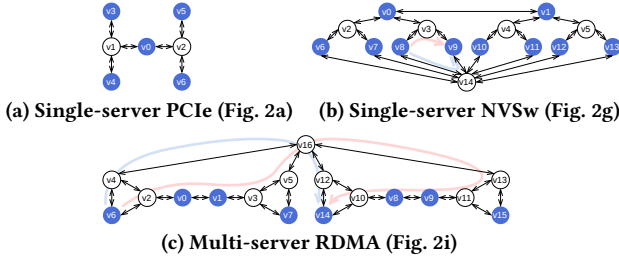 v3 v5
v1 v0 v2
v4 v6
(a) Single-server PCIe (Fig. 2a)
v0 v1
v2 v3 v4 v5
v6 v7 v8 v9 v10 v11 v12 v13
v14
(b) Single-server NVSw (Fig. 2g)
v16
v4 v5 v12 v13
v2 v0 v1 v3 v10 v8 v9 v11
v6 v7 v14 v15
(c) Multi-server RDMA (Fig. 2i)